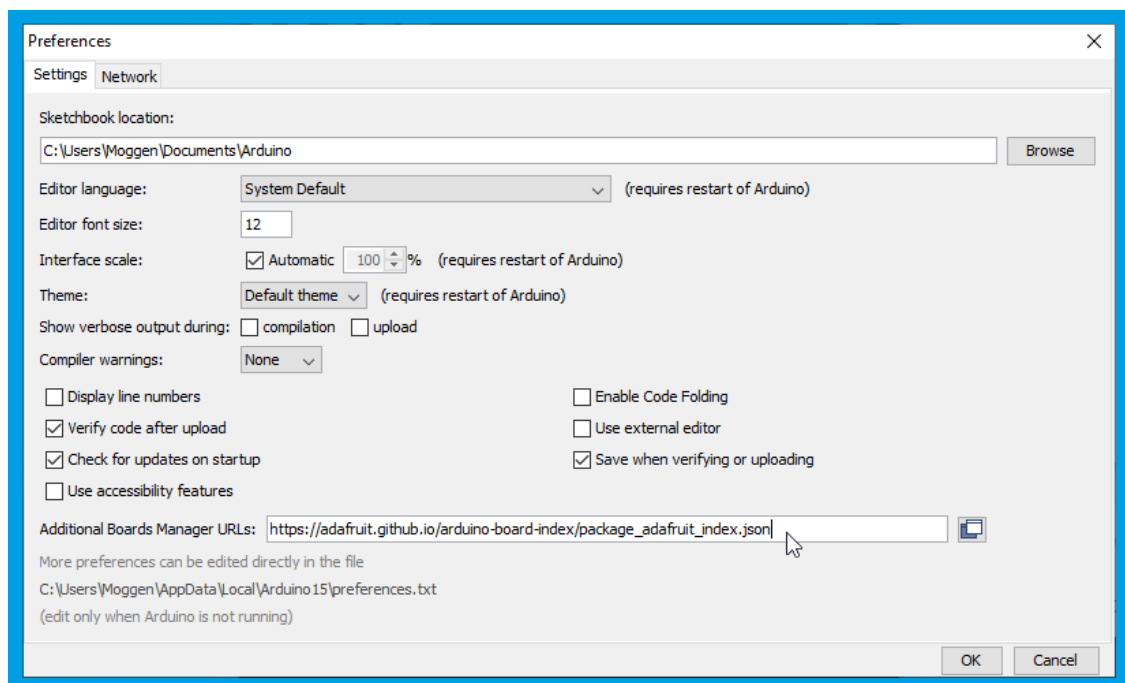 Preferences
Settings Network
Sketchbook location:
C:\Users\Moggen\Documents\Arduino Browse
Editor language: System Default (requires restart of Arduino)
Editor font size: 12
Interface scale: Automatic 100 % (requires restart of Arduino)
Theme: Default theme (requires restart of Arduino)
Show verbose output during: compilation upload
Compiler warnings: None
Display line numbers Enable Code Folding
Verify code after upload Use external editor
Check for updates on startup Save when verifying or uploading
Use accessibility features
Additional Boards Manager URLs: https://adafruit.github.io/arduino-board-index/package_adafruit_index.json
More preferences can be edited directly in the file
C:\Users\Moggen\AppData\Local\Arduino15\preferences.txt
(edit only when Arduino is not running)
OK Cancel